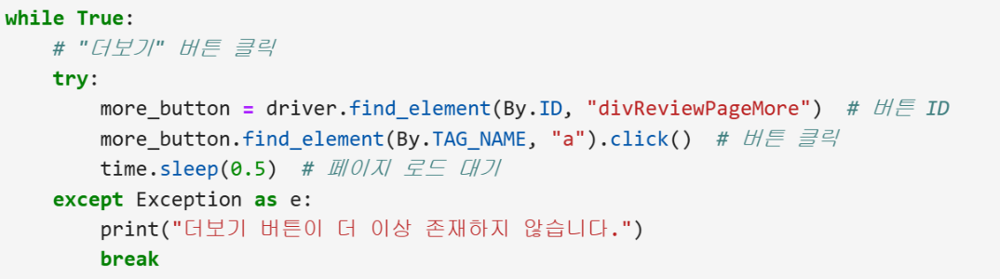 while True:
    # "더보기" 버튼 클릭
    try:
        more_button = driver.find_element(By.ID, "divReviewPageMore")  # 버튼 ID
        more_button.find_element(By.TAG_NAME, "a").click()  # 버튼 클릭
        time.sleep(0.5)  # 페이지 로드 대기
    except Exception as e:
        print("더보기 버튼이 더 이상 존재하지 않습니다.")
        break